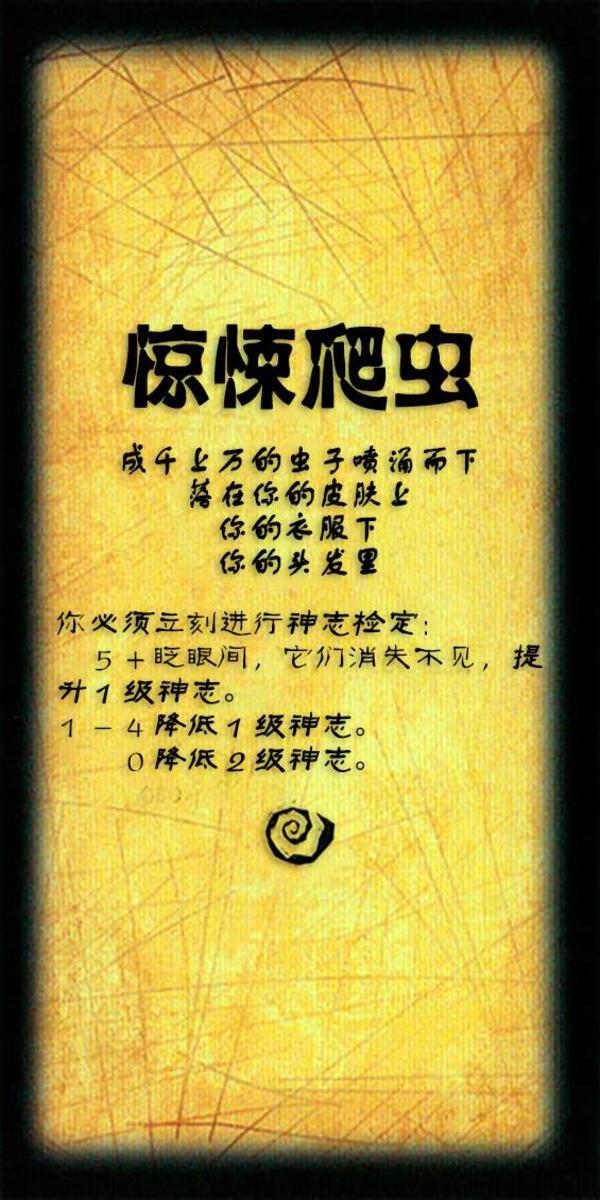 惊悚爬虫
成千上万的虫子喷涌而下
落在你的皮肤上
你的衣服下
你的头发里
你必须立刻进行神志检定：
5+眨眼间，它们消失不见，提
升1级神志。
1-4降低1级神志。
0降低2级神志。